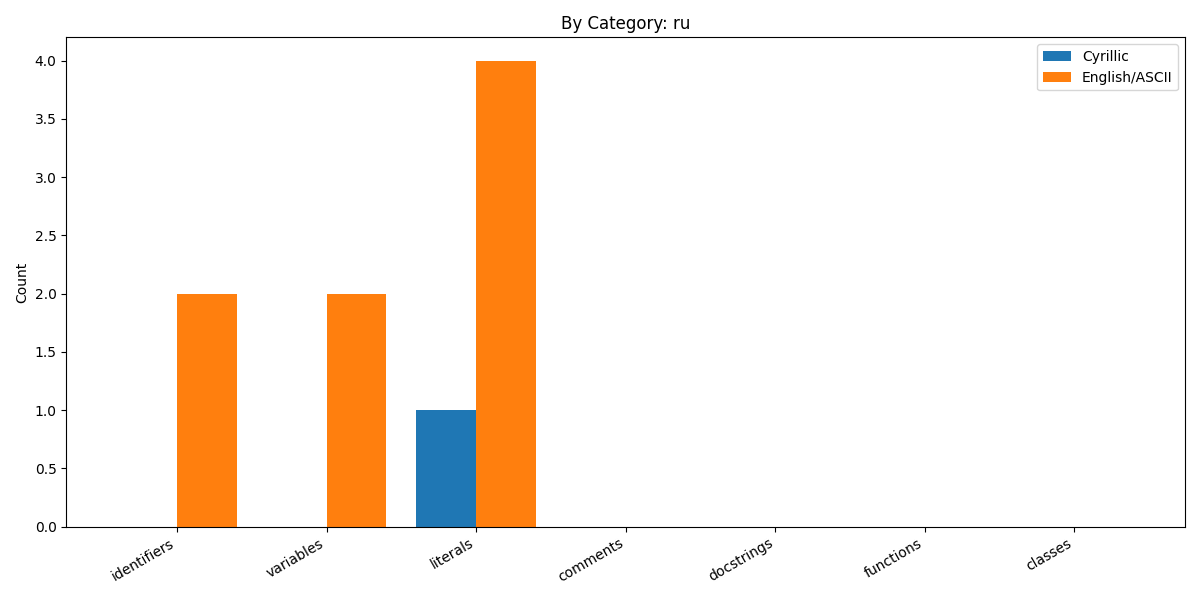 By Category: ru
Cyrillic
English/ASCII
4.0
3.5
3.0
2.5
2.0
1.5
1.0
0.5
0.0
Count
identifiers
variables
literals
comments
docstrings
functions
classes